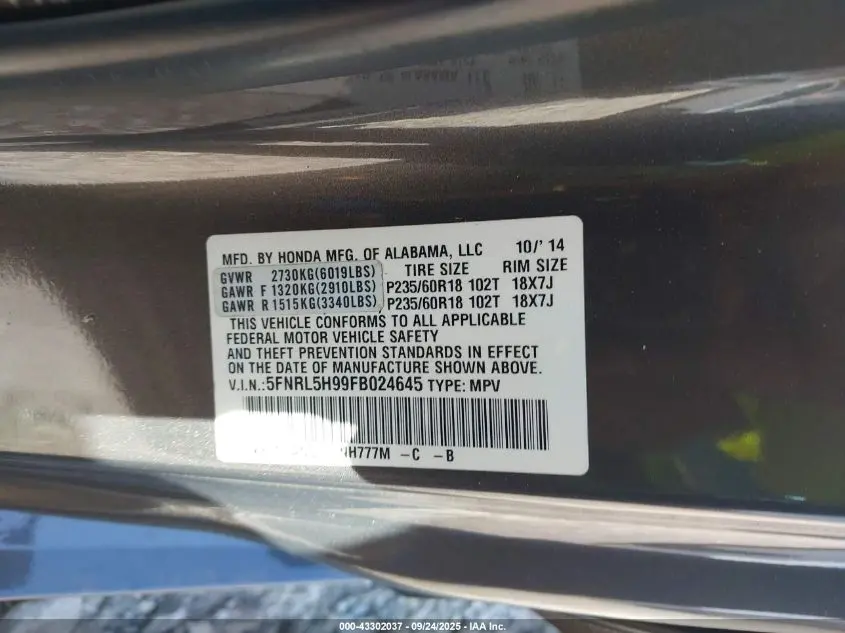 MFD. BY HONDA MFG. OF ALABAMA, LLC 10/'14
GVWR 2730KG(6019LBS) TIRE SIZE RIM SIZE
GAWR F 1320KG(2910LBS) P235/60R18 102T 18X7J
GAWR R 1515KG(3340LBS) P235/60R18 102T 18X7J
THIS VEHICLE CONFORMS TO ALL APPLICABLE
FEDERAL MOTOR VEHICLE SAFETY
AND THEFT PREVENTION STANDARDS IN EFFECT
ON THE DATE OF MANUFACTURE SHOWN ABOVE.
V.I.N.:5FNRL5H99FB024645 TYPE: MPV
H777M -C -B
000-43302037 - 09/24/2025 - IAA Inc.